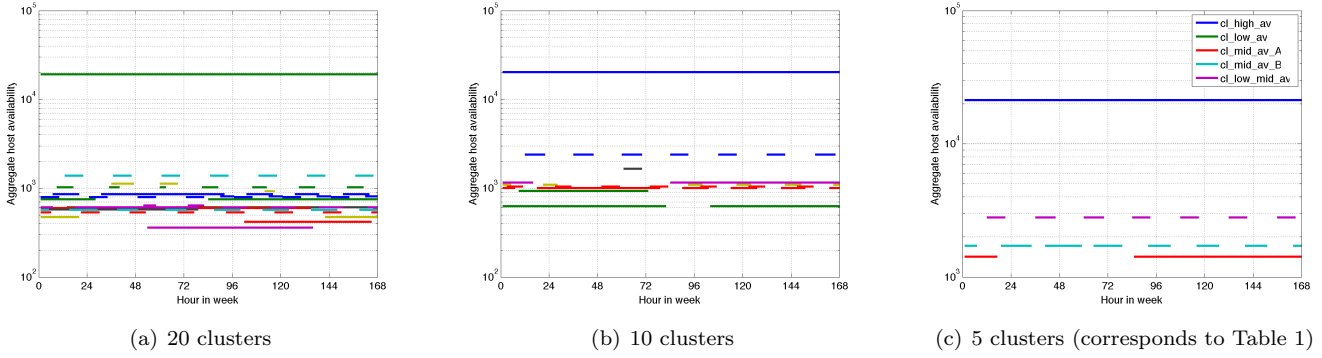 Aggregate host availability
10^5
10^4
10^3
10^2
0 24 48 72 96 120 144 168
Hour in week
(a) 20 clusters
Aggregate host availability
10^5
10^4
10^3
10^2
0 24 48 72 96 120 144 168
Hour in week
(b) 10 clusters
Aggregate host availability
10^5
10^4
10^3
0 24 48 72 96 120 144 168
Hour in week
cl_high_av
cl_low_av
cl_mid_av_A
cl_mid_av_B
cl_low_mid_av
(c) 5 clusters (corresponds to Table 1)